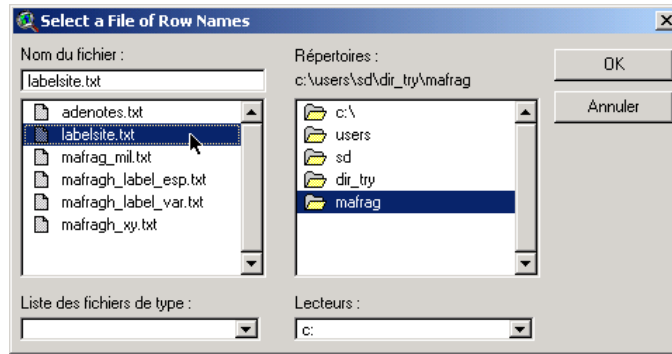 Select a File of Row Names
Nom du fichier :
labelsite.txt
adenotes.txt
labelsite.txt
mafrag_mil.txt
mafragh_label_esp.txt
mafragh_label_var.txt
mafragh_xy.txt
Liste des fichiers de type :
Répertoires :
c:\users\sd\dir_try\mafrag
c:\
users
sd
dir_try
mafrag
Lecteurs :
c:
OK
Annuler